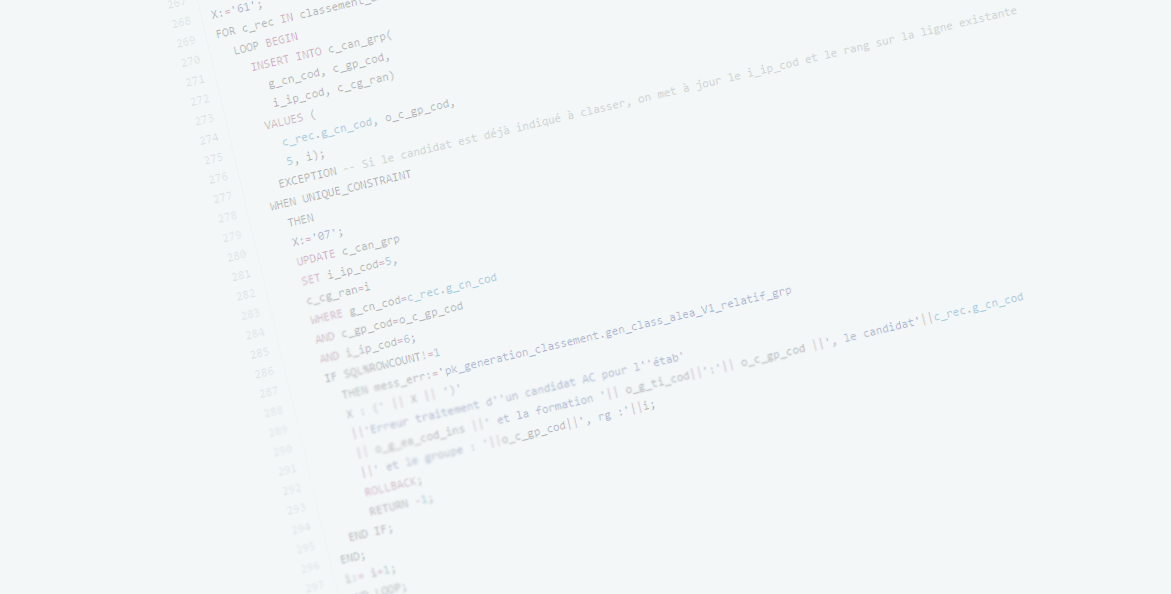 267 X:='61';
268 FOR c_rec IN
269 LOOP BEGIN
270 INSERT INTO c_can_grp(
271 g_cn_cod, c_gp_cod,
272 i_ip_cod, c_cg_ran)
273 VALUES (
274 c_rec.g_cn_cod, o_c_gp_cod,
275 5, i);
276 EXCEPTION -- Si le candidat est déjà indiqué à classer, on met à jour le i_ip_cod et le rang sur la ligne existante
277 WHEN UNIQUE_CONSTRAINT
278 THEN
279 X:='07';
280 UPDATE c_can_grp
281 SET i_ip_cod=5,
282 c_cg_ran=i
283 WHERE g_cn_cod=c_rec.g_cn_cod
284 AND c_gp_cod=o_c_gp_cod
285 AND i_ip_cod=6;
286 IF SQL%ROWCOUNT!=1
287 THEN mess_err:='pk_generation_classement.gen_class_alea_V1_relatif_grp
288 X : (' || X || ')'
289 ||'Erreur traitement d''un candidat AC pour l''étab'
290 || o_g_ea_cod_ins ||' et la formation '|| o_g_ti_cod||':'|| o_c_gp_cod ||', le candidat'||c_rec.g_cn_cod
291 ||' et le groupe : '||o_c_gp_cod||', rg :'||i;
292 ROLLBACK;
293 RETURN -1;
294 END IF;
295 END;
296 i:= i+1;
297 LOOP;